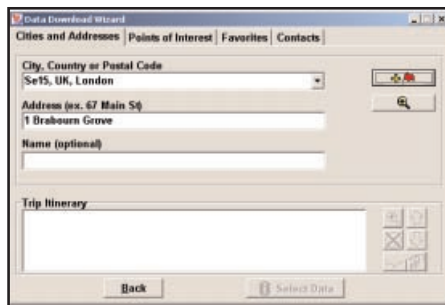 Data Download Wizard
Cities and Addresses Points of Interest Favorites Contacts
City, Country or Postal Code
Se15, UK, London
Address (ex. 67 Main St)
1 Brabourn Grove
Name (optional)
Trip Itinerary
Back Select Data